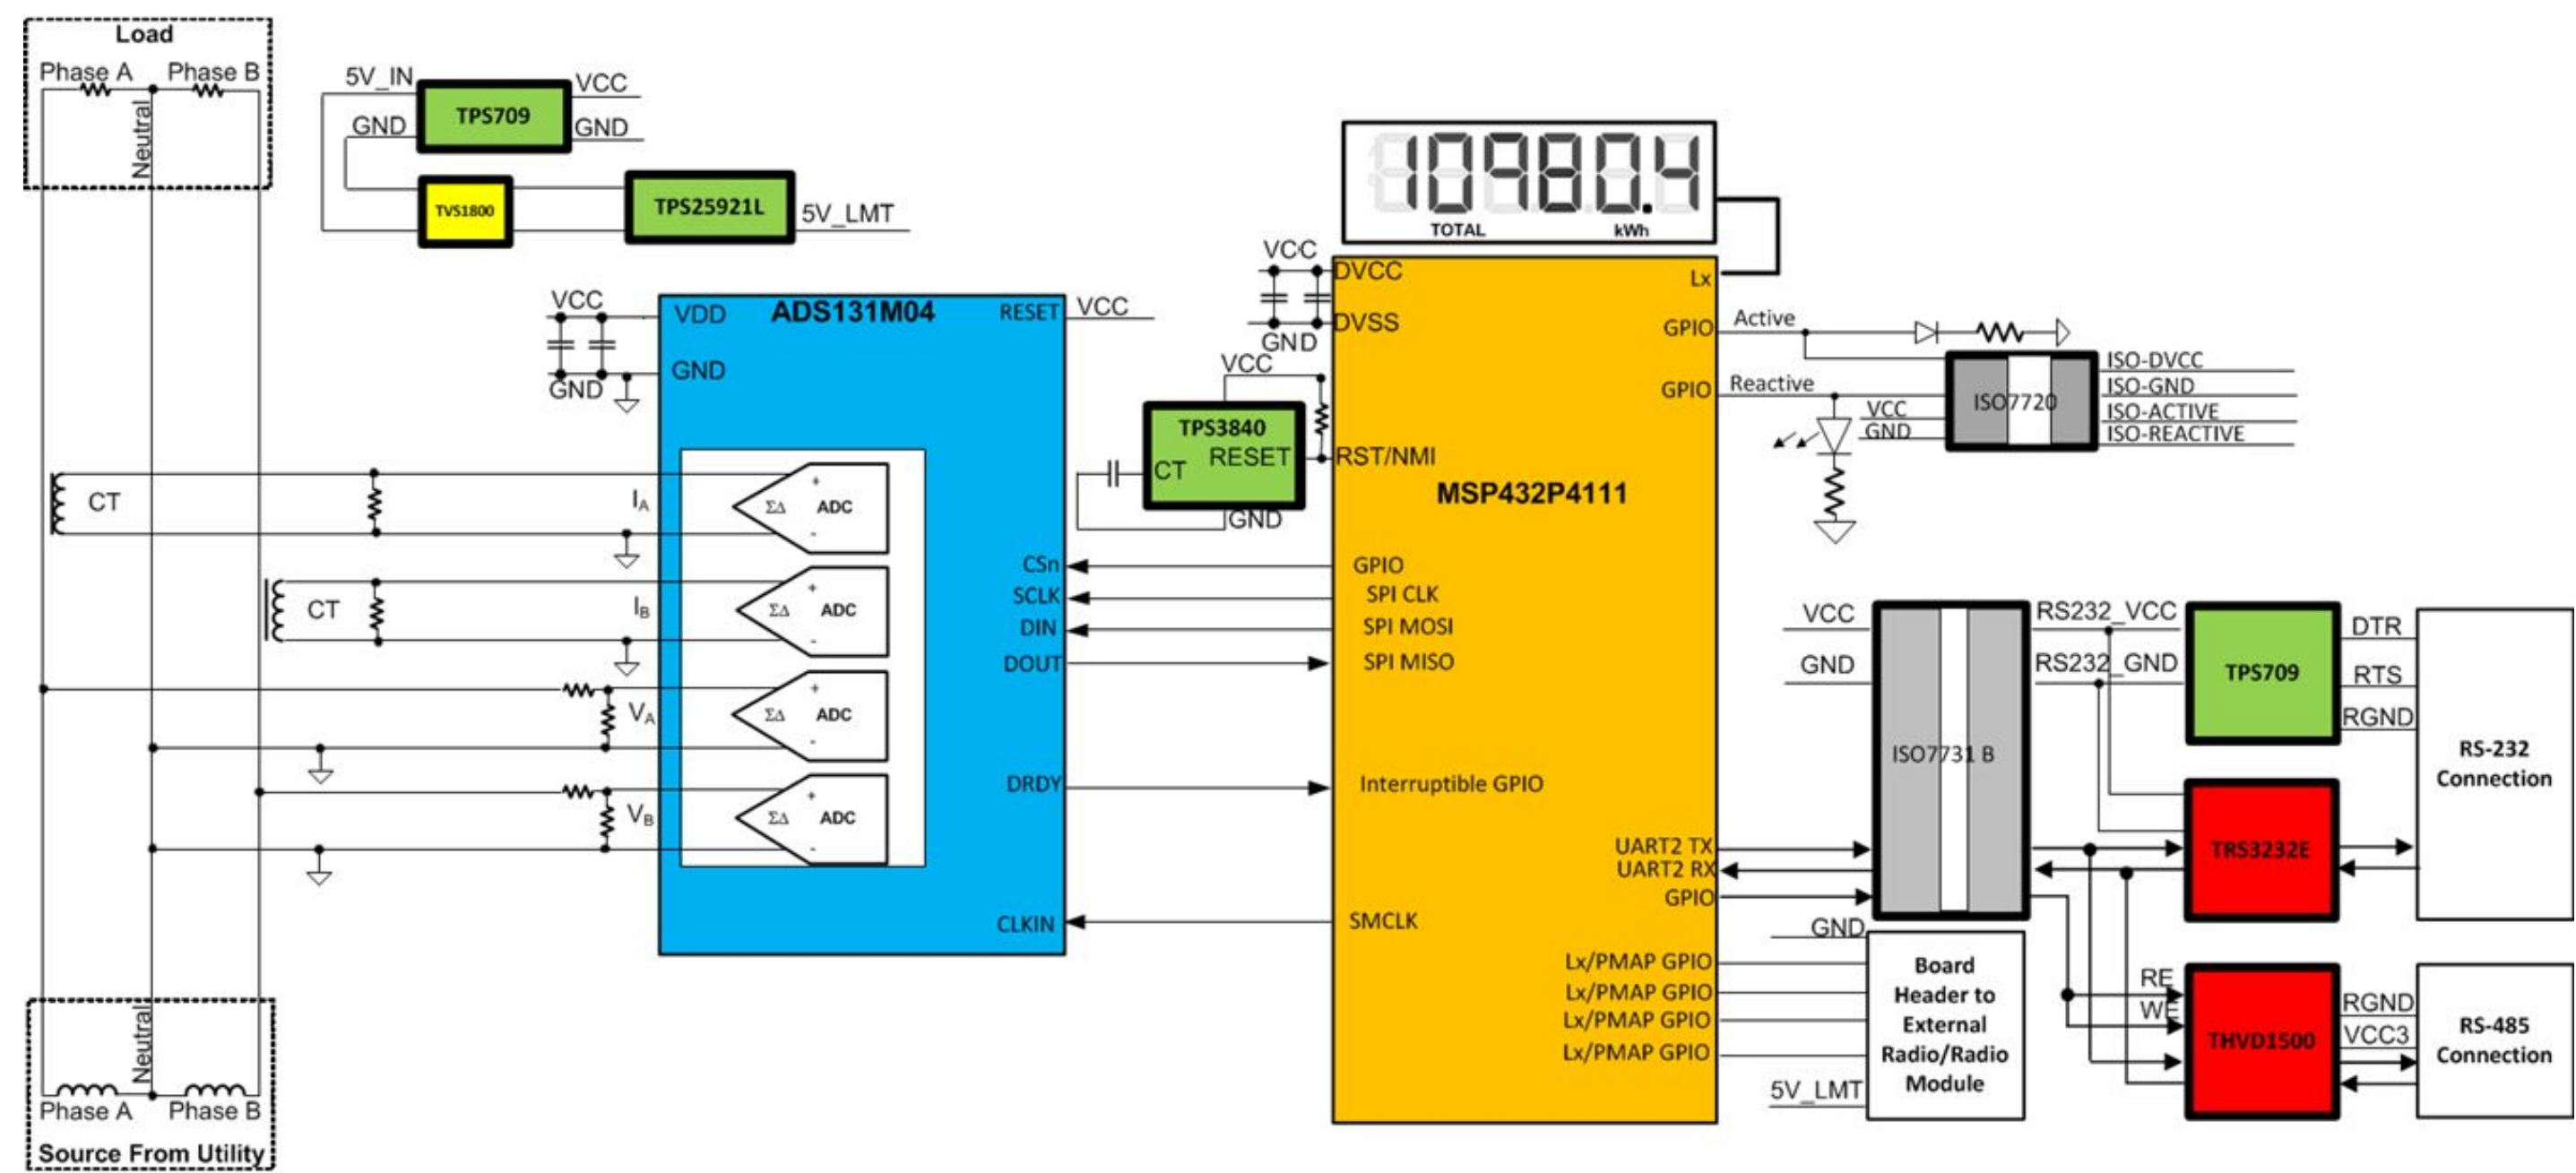 Load
Phase A
Phase B
Neutral
5V_IN
GND
TPS709
VCC
GND
TVS1800
TPS25921L
5V_LMT
10980.4
TOTAL
kWh
VCC
GND
VDD
GND
ADS131M04
RESET
VCC
CT
IA
ΣΔ
ADC
+
-
CT
IB
ΣΔ
ADC
+
-
VA
ΣΔ
ADC
+
-
VB
ΣΔ
ADC
+
-
CSn
SCLK
DIN
DOUT
DRDY
CLKIN
VCC
GND
DVCC
DVSS
VCC
TPS3840
RESET
CT
GND
RST/NMI
MSP432P4111
GPIO
SPI CLK
SPI MOSI
SPI MISO
Interruptible GPIO
SMCLK
Lx
GPIO
GPIO
UART2 TX
UART2 RX
GPIO
Lx/PMAP GPIO
Lx/PMAP GPIO
Lx/PMAP GPIO
Lx/PMAP GPIO
Active
Reactive
VCC
GND
ISO7720
ISO-DVCC
ISO-GND
ISO-ACTIVE
ISO-REACTIVE
VCC
GND
ISO7731 B
RS232_VCC
RS232_GND
TPS709
DTR
RTS
RGND
RS-232
Connection
TRS3232E
GND
Board
Header to
External
Radio/Radio
Module
5V_LMT
RE
WE
THVD1500
RGND
VCC3
RS-485
Connection
Neutral
Phase A
Phase B
Source From Utility